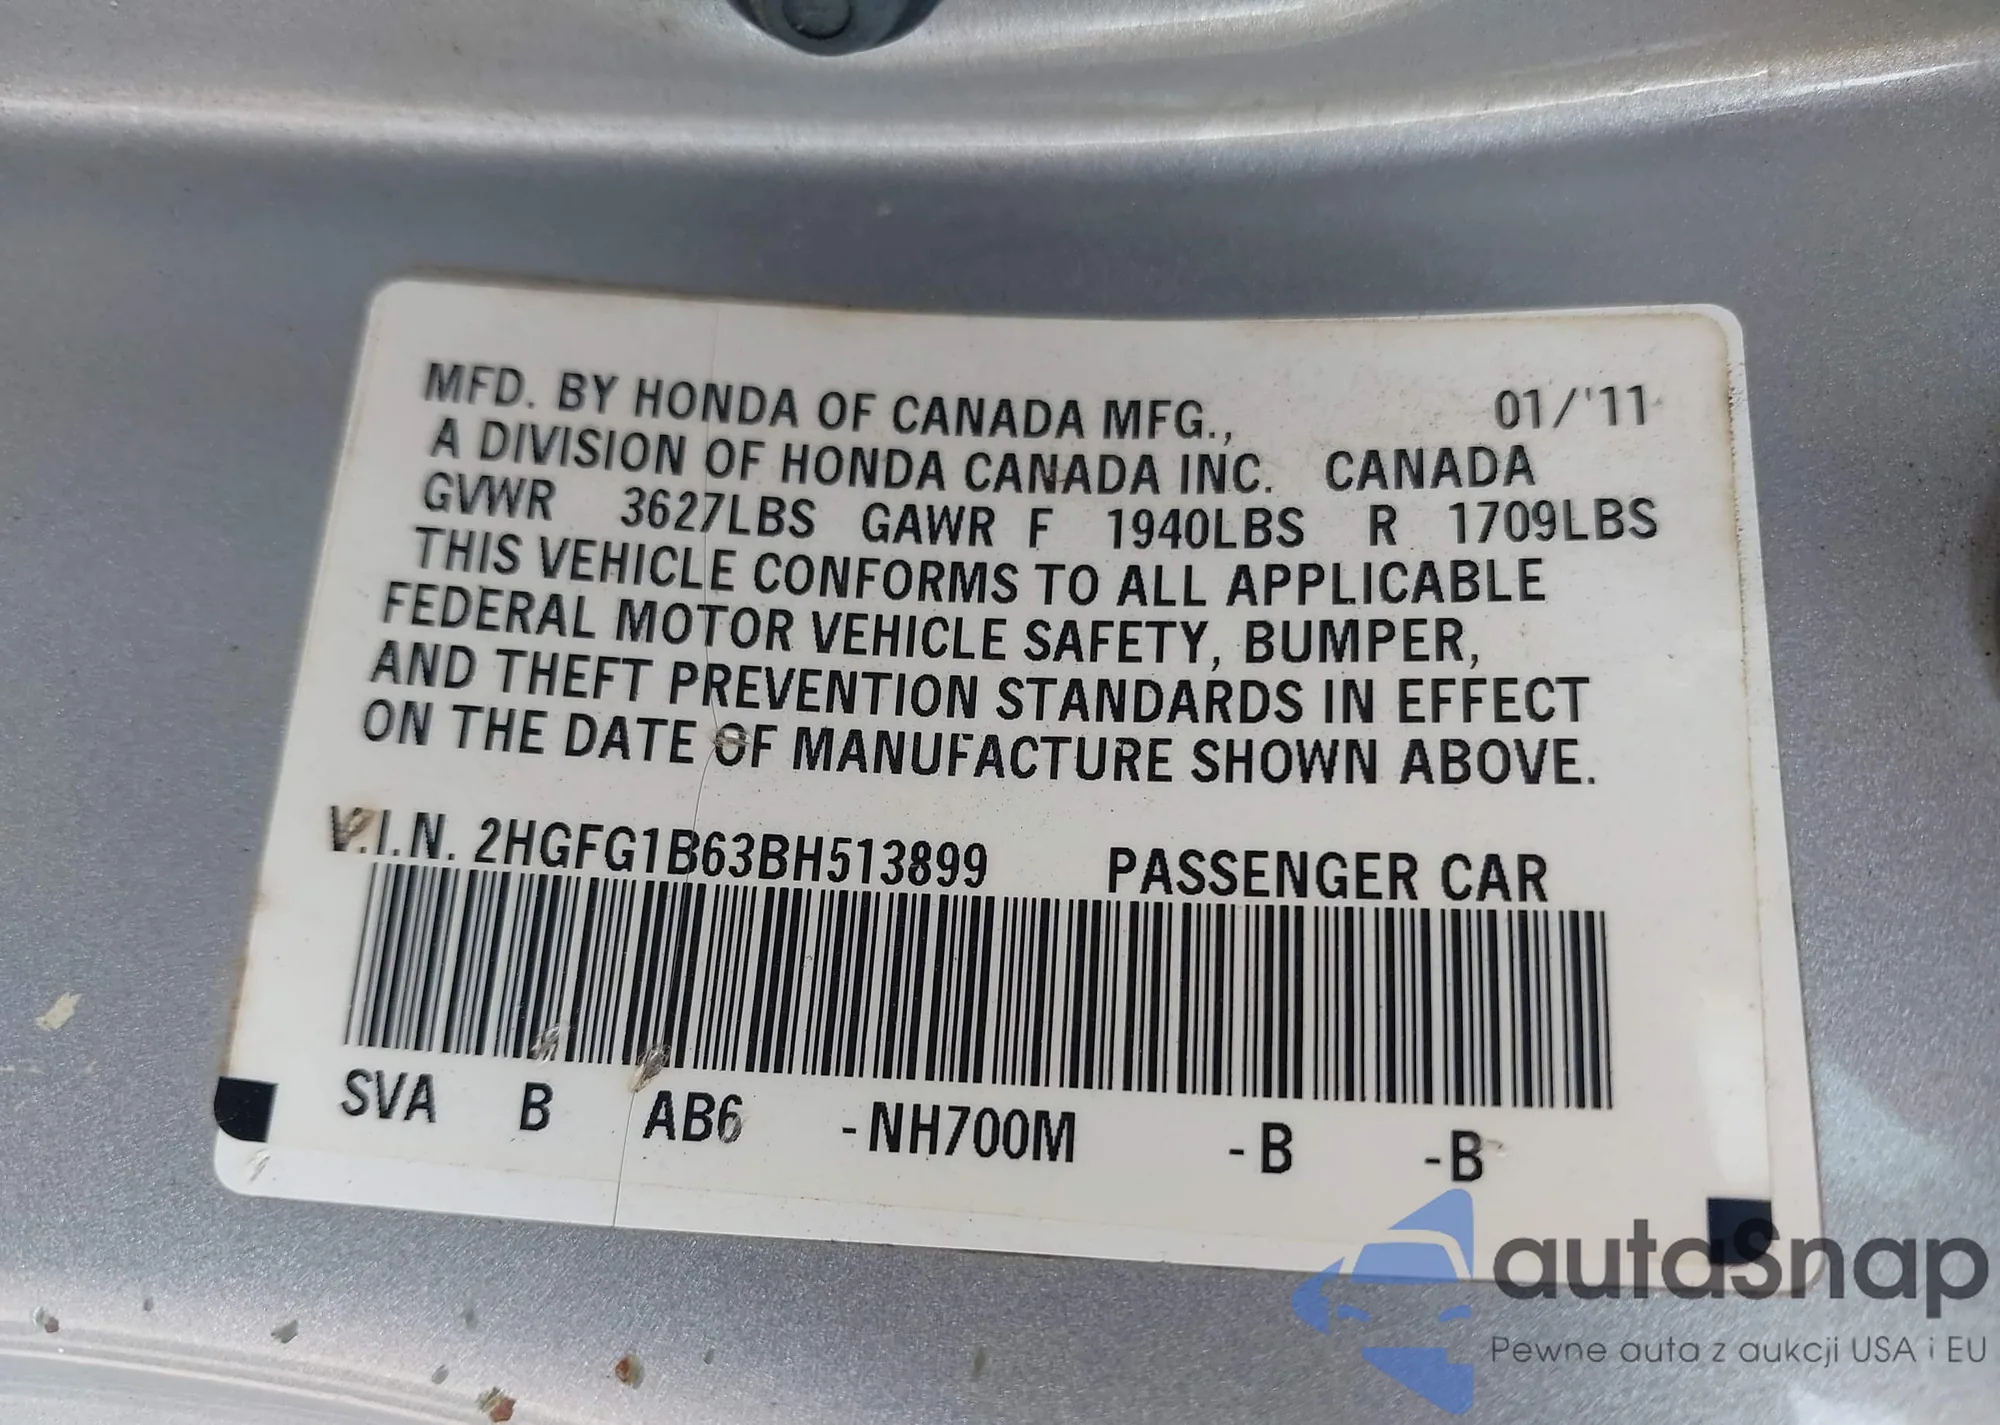 MFD. BY HONDA OF CANADA MFG., 01/'11
A DIVISION OF HONDA CANADA INC. CANADA
GVWR 3627LBS GAWR F 1940LBS R 1709LBS
THIS VEHICLE CONFORMS TO ALL APPLICABLE
FEDERAL MOTOR VEHICLE SAFETY, BUMPER,
AND THEFT PREVENTION STANDARDS IN EFFECT
ON THE DATE OF MANUFACTURE SHOWN ABOVE.
V.I.N. 2HGFG1B63BH513899 PASSENGER CAR
SVA B AB6 -NH700M -B -B
autaSnap
Pewne auta z aukcji USA i EU